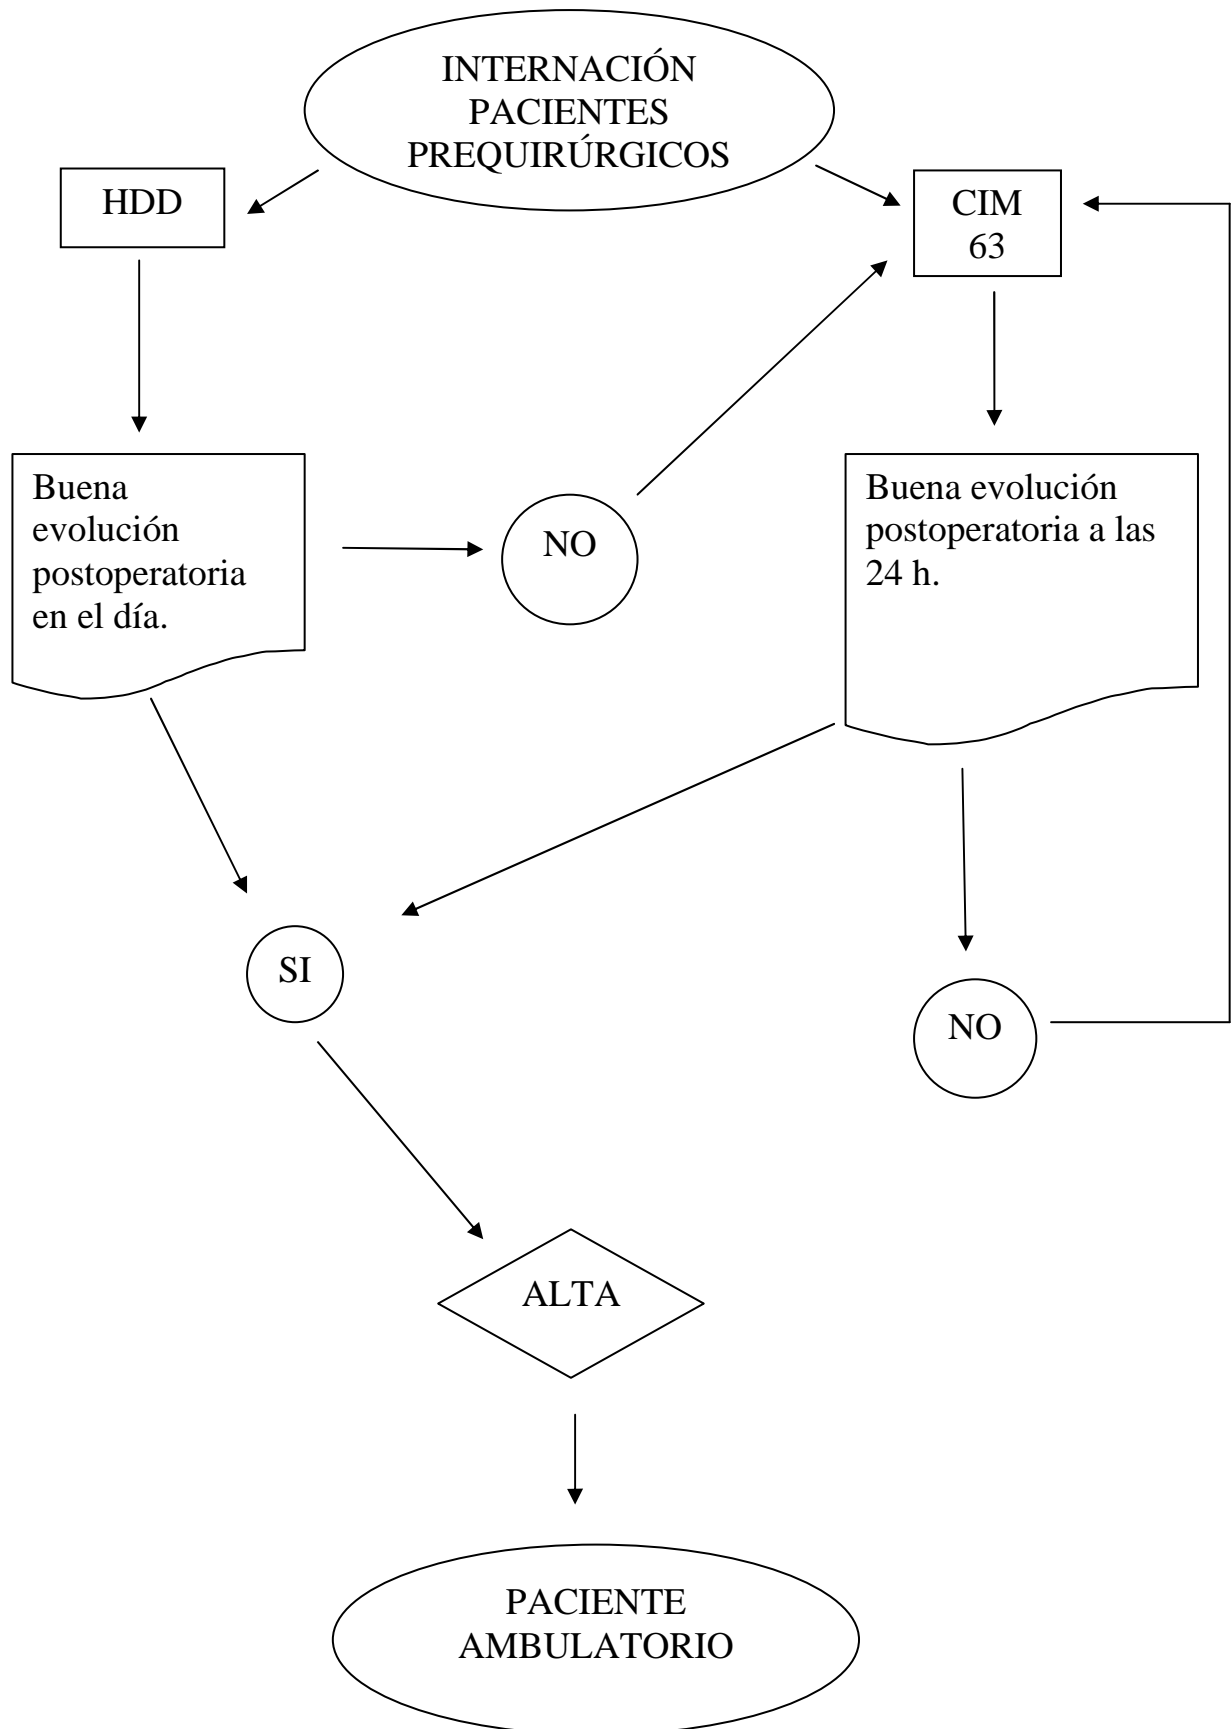 INTERNACIÓN
PACIENTES
PREQUIRÚRGICOS
HDD
CIM
63
Buena
evolución
postoperatoria
en el día.
NO
Buena evolución
postoperatoria a las
24 h.
SI
NO
ALTA
PACIENTE
AMBULATORIO